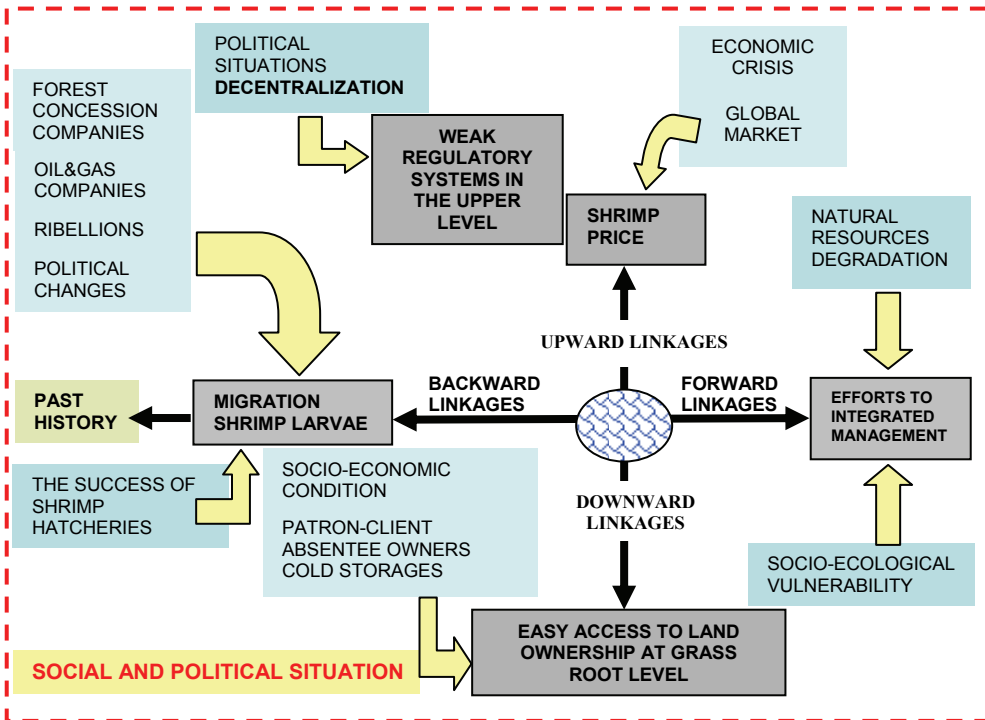 POLITICAL
SITUATIONS
DECENTRALIZATION
ECONOMIC
CRISIS
GLOBAL
MARKET
FOREST
CONCESSION
COMPANIES
OIL&GAS
COMPANIES
RIBELLIONS
POLITICAL
CHANGES
WEAK
REGULATORY
SYSTEMS IN
THE UPPER
LEVEL
SHRIMP
PRICE
NATURAL
RESOURCES
DEGRADATION
UPWARD LINKAGES
PAST
HISTORY
MIGRATION
SHRIMP LARVAE
BACKWARD
LINKAGES
FORWARD
LINKAGES
EFFORTS TO
INTEGRATED
MANAGEMENT
THE SUCCESS OF
SHRIMP
HATCHERIES
SOCIO-ECONOMIC
CONDITION
PATRON-CLIENT
ABSENTEE OWNERS
COLD STORAGES
DOWNWARD
LINKAGES
SOCIO-ECOLOGICAL
VULNERABILITY
SOCIAL AND POLITICAL SITUATION
EASY ACCESS TO LAND
OWNERSHIP AT GRASS
ROOT LEVEL